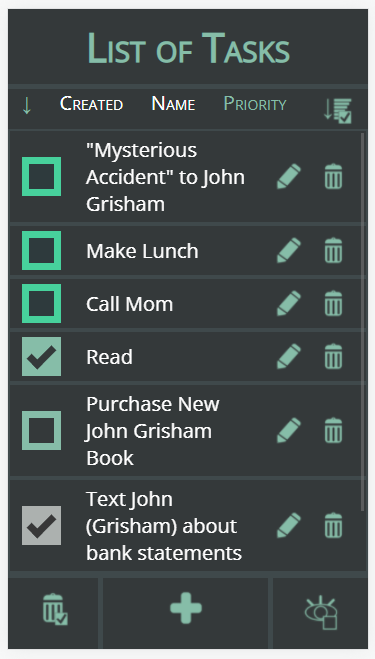 List of Tasks
↓ Created Name Priority
"Mysterious
Accident" to John
Grisham
Make Lunch
Call Mom
Read
Purchase New
John Grisham
Book
Text John
(Grisham) about
bank statements